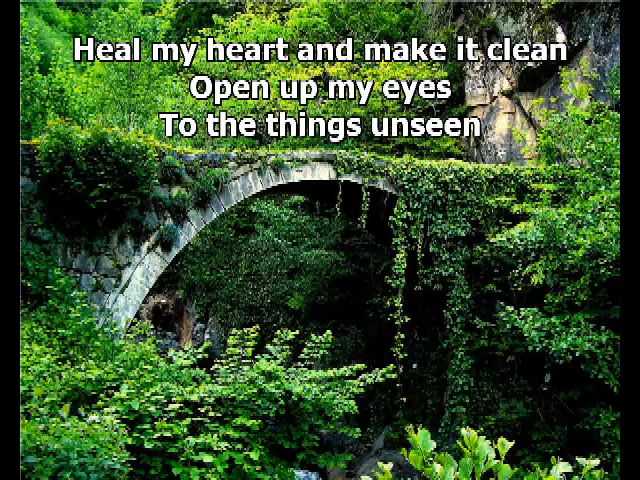 Heal my heart and make it clean
Open up my eyes
To the things unseen